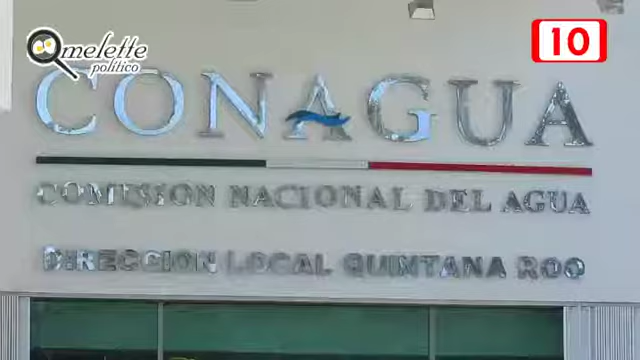 Omelette
político
10
CONAGUA
COMISION NACIONAL DEL AGUA
DIRECCION LOCAL QUINTANA ROO